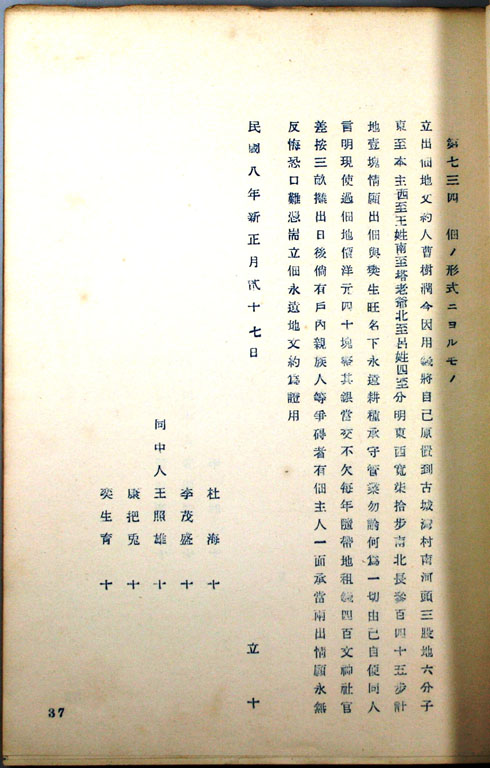 第七三四 佃ノ形式ニヨルモノ
立出佃地文約人曹樹潤今因用錢將自己原價到古城灣村南河頭三股地六分子
東至本主西至王姓南至塔老爺北至呂姓四至分明東西寬柒拾步南北長參百四十五步計
地壹塊情願出佃與奕生旺名下永遠耕種承守管業勿論何爲一切由己自便同人
言明現使過佃地價洋元四十塊整其銀當交不欠每年隨帶地租錢四百文神社官
差按三畝攤出日後倘有戶內親族人等爭碍者有佃主人一面承當兩出情願永無
反悔恐口難憑耑立佃永遠地文約爲證用
民國八年新正月貳十七日 立 十
杜海 十
李茂盛 十
同中人 王照雄 十
康把兎 十
奕生育 十
37